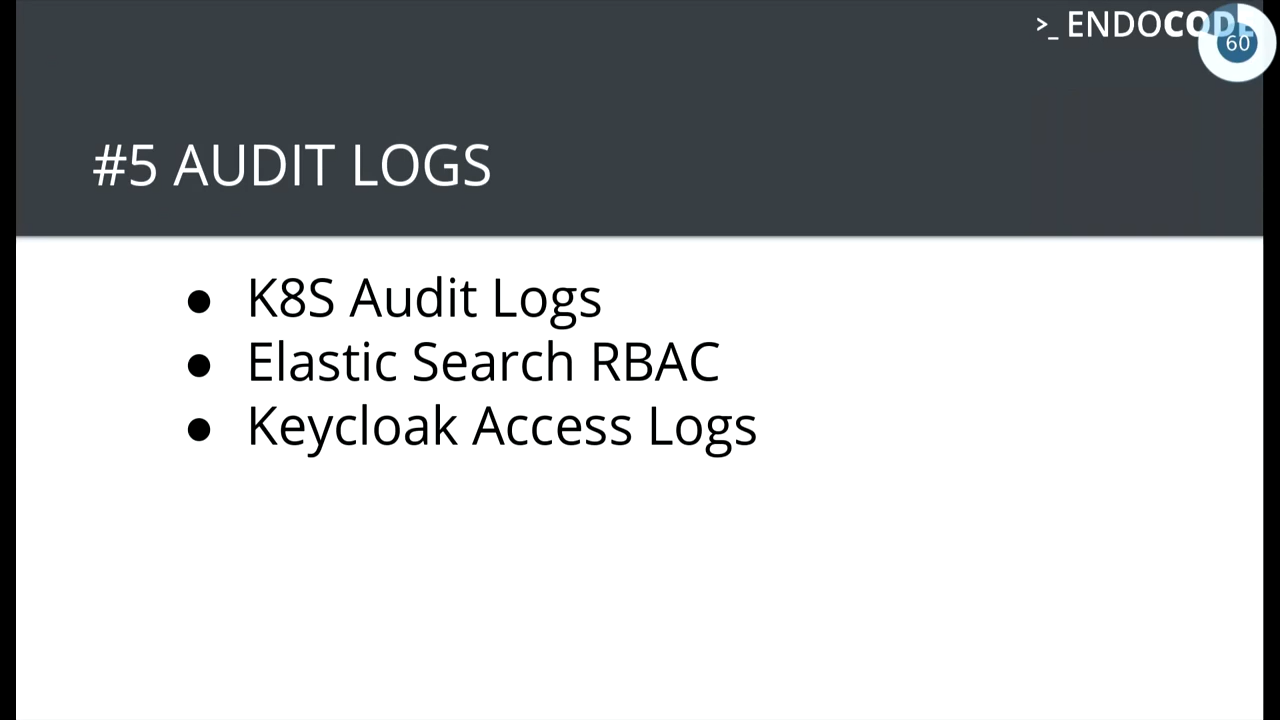 >_ ENDOCODE
60
#5 AUDIT LOGS
● K8S Audit Logs
● Elastic Search RBAC
● Keycloak Access Logs